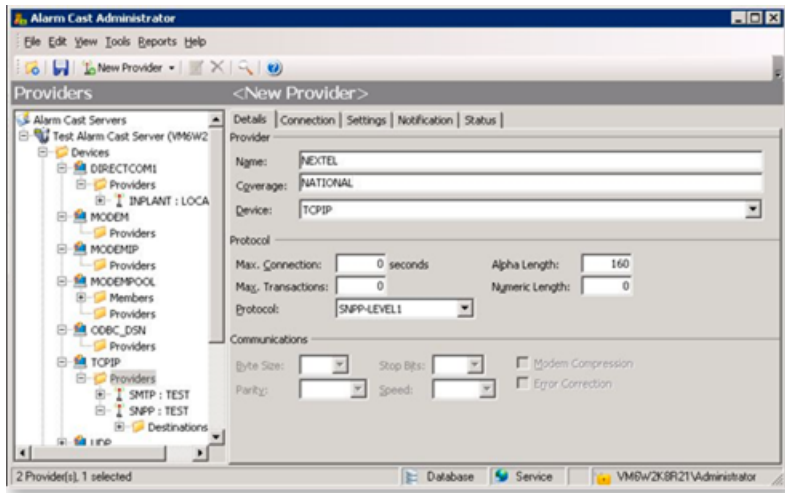 Alarm Cast Administrator
File Edit View Tools Reports Help
New Provider
Providers
<New Provider>
Alarm Cast Servers
Test Alarm Cast Server (VM6W2
Devices
DIRECTCOM1
Providers
INPLANT : LOCA
MODEM
Providers
MODEMIP
Providers
MODEMPOOL
Members
Providers
ODBC_DSN
Providers
TCPIP
Providers
SMTP : TEST
SNPP : TEST
Destinations
UDP
Details Connection Settings Notification Status
Provider
Name: NEXTEL
Coverage: NATIONAL
Device: TCPIP
Protocol
Max. Connection: 0 seconds Alpha Length: 160
Max. Transactions: 0 Numeric Length: 0
Protocol: SNPP-LEVEL1
Communications
Byte Size: Stop Bits: Modem Compression
Parity: Speed: Error Correction
2 Provider(s), 1 selected Database Service VM6W2K8R21\Administrator